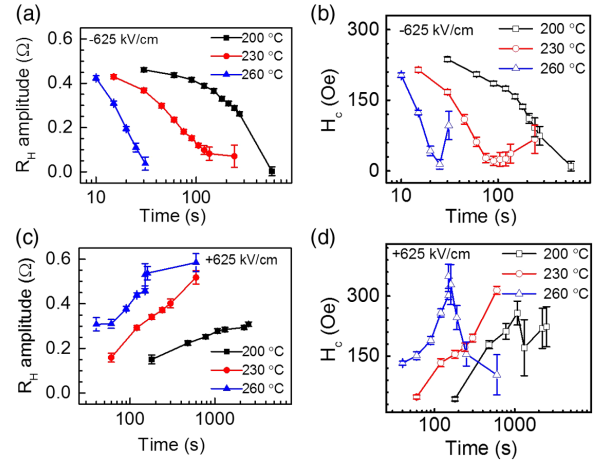 (a)
-625 kV/cm
200 °C
230 °C
260 °C
R_H amplitude (Ω)
0.6
0.4
0.2
0.0
10
100
Time (s)
(b)
-625 kV/cm
200 °C
230 °C
260 °C
H_c (Oe)
300
150
0
10
100
Time (s)
(c)
+625 kV/cm
200 °C
230 °C
260 °C
R_H amplitude (Ω)
0.6
0.4
0.2
0.0
100
1000
Time (s)
(d)
+625 kV/cm
200 °C
230 °C
260 °C
H_c (Oe)
300
150
100
1000
Time (s)